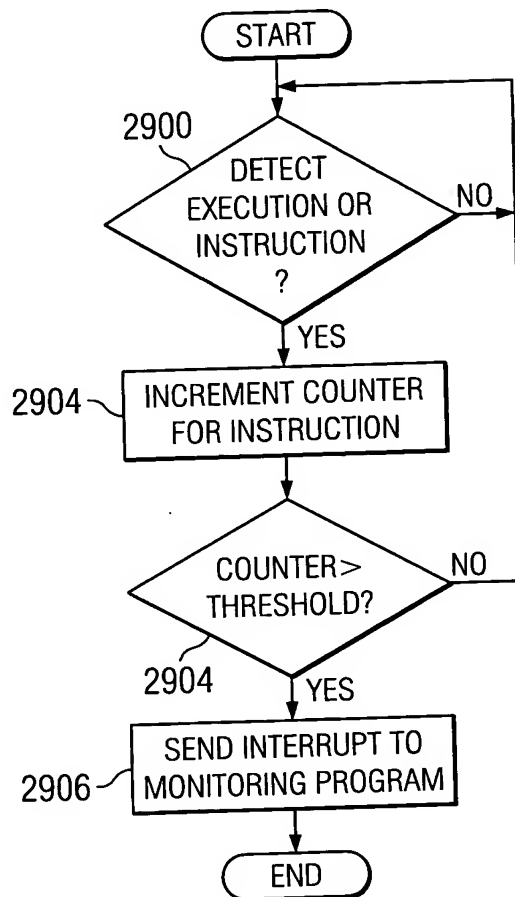 START
2900
DETECT
EXECUTION OR
INSTRUCTION
?
NO
YES
2904
INCREMENT COUNTER
FOR INSTRUCTION
COUNTER>
THRESHOLD?
NO
2904
YES
2906
SEND INTERRUPT TO
MONITORING PROGRAM
END